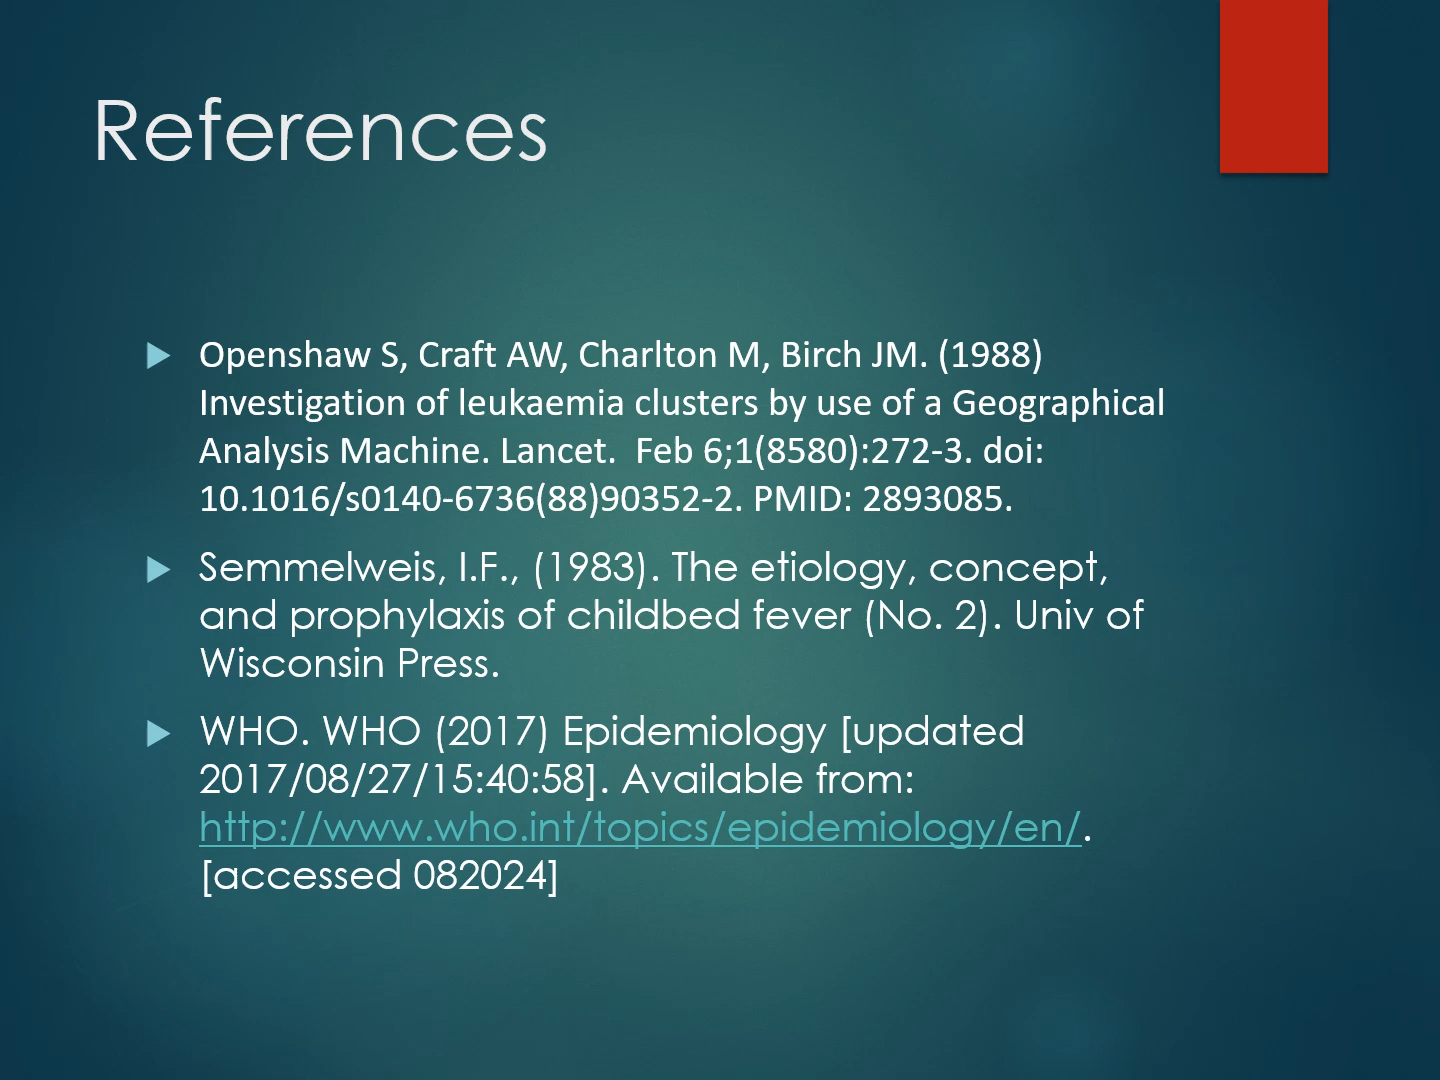 References
Openshaw S, Craft AW, Charlton M, Birch JM. (1988)
Investigation of leukaemia clusters by use of a Geographical
Analysis Machine. Lancet.  Feb 6;1(8580):272-3. doi:
10.1016/s0140-6736(88)90352-2. PMID: 2893085.
Semmelweis, I.F., (1983). The etiology, concept,
and prophylaxis of childbed fever (No. 2). Univ of
Wisconsin Press.
WHO. WHO (2017) Epidemiology [updated
2017/08/27/15:40:58]. Available from:
http://www.who.int/topics/epidemiology/en/.
[accessed 082024]